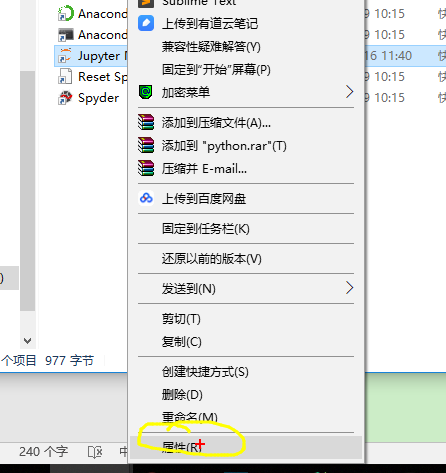 Sublime Text
Anacond 9 10:15 快
上传到有道云笔记
Anacond 9 10:15 快
兼容性疑难解答(Y)
Jupyter N 16 11:40 快
固定到"开始"屏幕(P)
Reset Sp 9 10:15 快
加密菜单
Spyder 9 10:15 快
添加到压缩文件(A)...
添加到 "python.rar"(T)
压缩并 E-mail...
上传到百度网盘
固定到任务栏(K)
还原以前的版本(V)
)
发送到(N)
剪切(T)
复制(C)
个项目 977 字节
创建快捷方式(S)
删除(D)
重命名(M)
属性(R)
240 个字 中